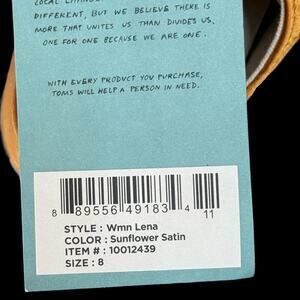 LOCAL
DIFFERENT, BUT WE BELIEVE THERE IS
MORE THAT UNITES US THAN DIVIDES US.
ONE FOR ONE BECAUSE WE ARE ONE.
WITH EVERY PRODUCT YOU PURCHASE,
TOMS WILL HELP A PERSON IN NEED.
8 89556 49183 4 11
STYLE : Wmn Lena
COLOR : Sunflower Satin
ITEM # : 10012439
SIZE : 8